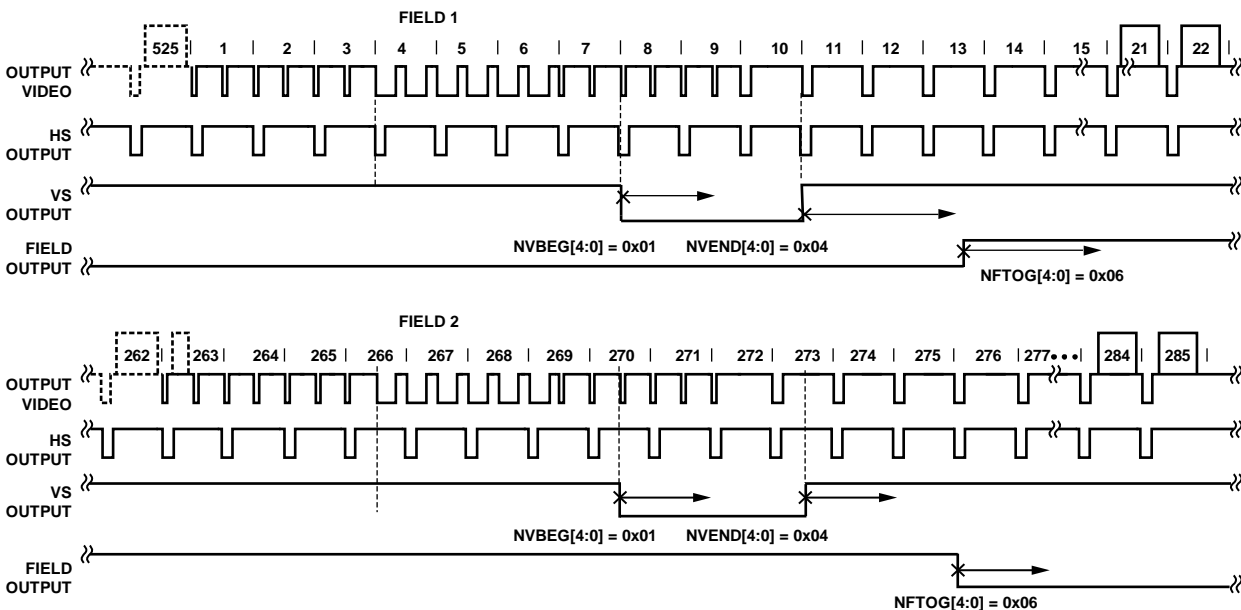 FIELD 1
525 1 2 3 4 5 6 7 8 9 10 11 12 13 14 15 21 22
OUTPUT
VIDEO
HS
OUTPUT
VS
OUTPUT
NVBEG[4:0] = 0x01 NVEND[4:0] = 0x04
FIELD
OUTPUT
NFTOG[4:0] = 0x06
FIELD 2
262 263 264 265 266 267 268 269 270 271 272 273 274 275 276 277 284 285
OUTPUT
VIDEO
HS
OUTPUT
VS
OUTPUT
NVBEG[4:0] = 0x01 NVEND[4:0] = 0x04
FIELD
OUTPUT
NFTOG[4:0] = 0x06